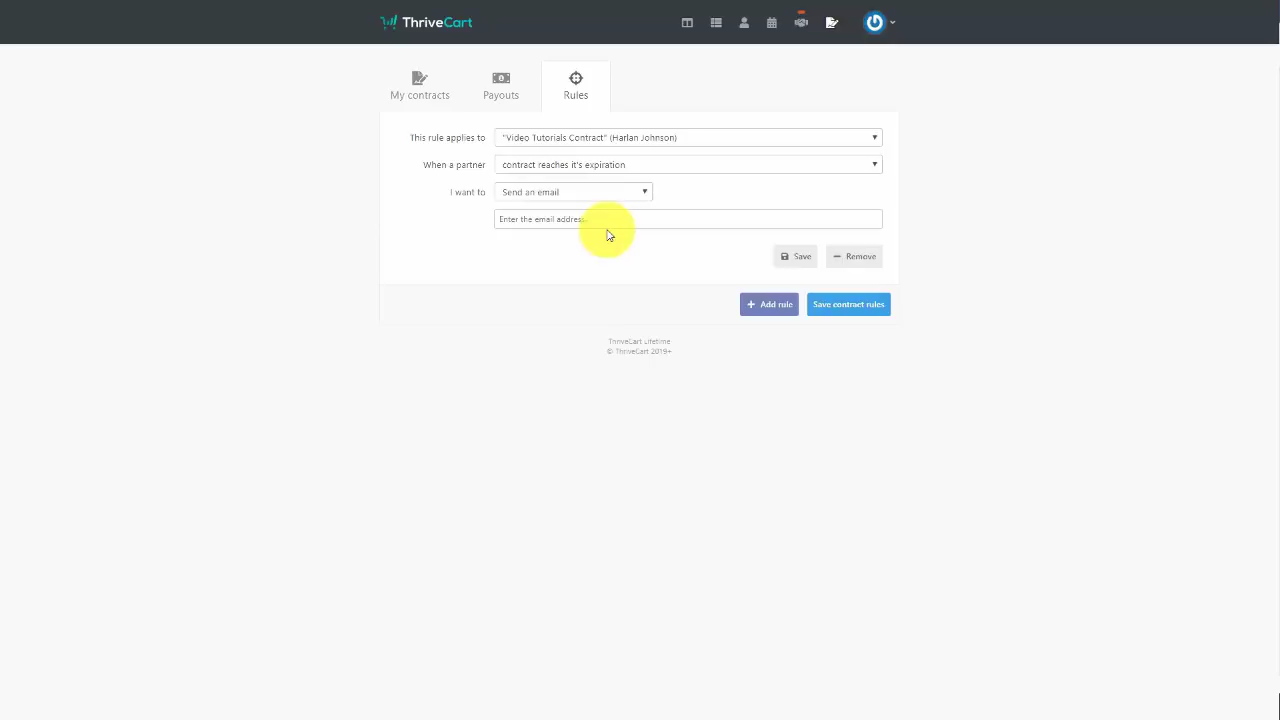 ThriveCart
My contracts
Payouts
Rules
This rule applies to "Video Tutorials Contract" (Harlan Johnson)
When a partner contract reaches it's expiration
I want to Send an email
Enter the email address..
Save Remove
Add rule Save contract rules
ThriveCart Lifetime
© ThriveCart 2019+